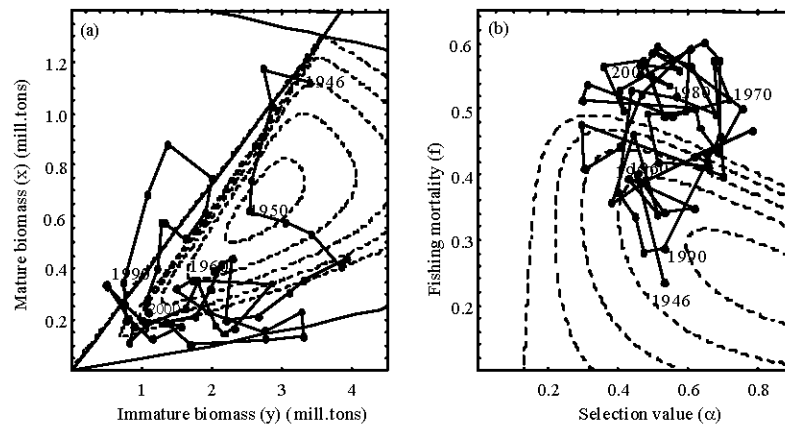 (a)
1.2
1.0
0.8
0.6
0.4
0.2
1946
1950
1960
1990
2000
1 2 3 4
Mature biomass (x) (mill.tons)
Immature biomass (y) (mill.tons)
(b)
0.6
0.5
0.4
0.3
0.2
1980
1970
1990
1946
0.2 0.4 0.6 0.8
Fishing mortality (f)
Selection value (α)